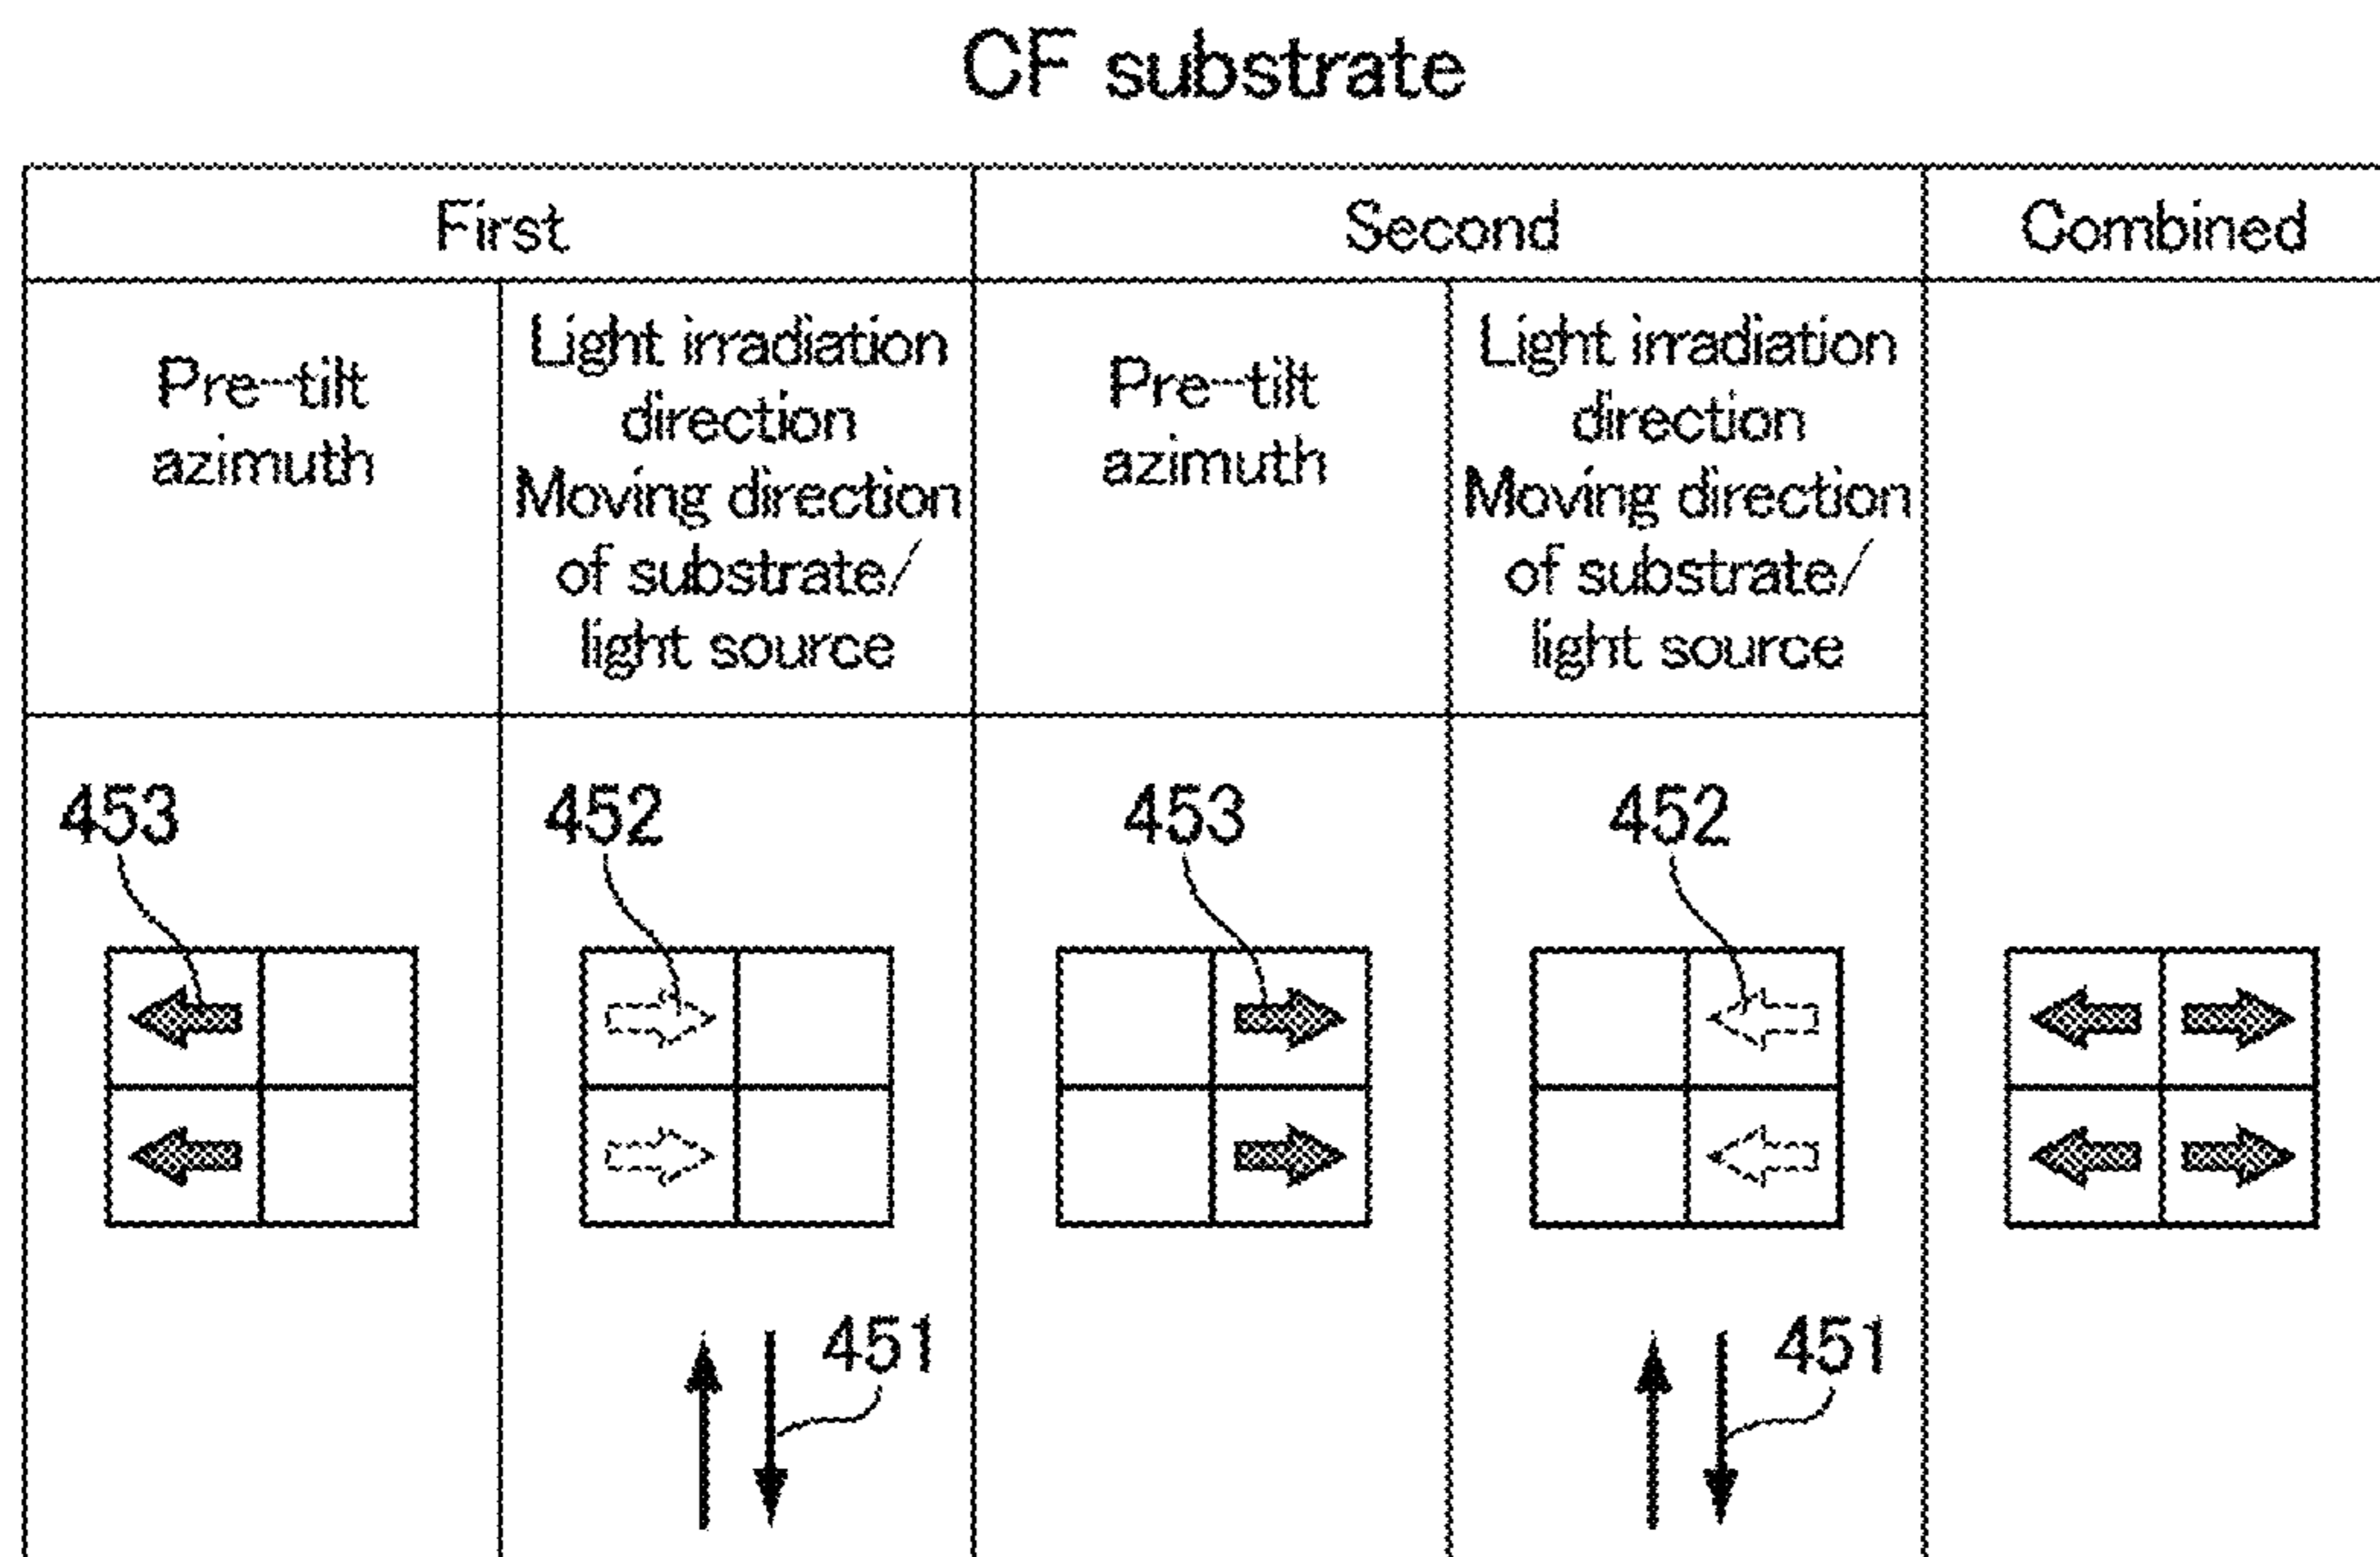 CF substrate
First
Second
Combined
Pre-tilt
azimuth
Light irradiation
direction
Moving direction
of substrate/
light source
Pre-tilt
azimuth
Light irradiation
direction
Moving direction
of substrate/
light source
453
452
453
452
451
451